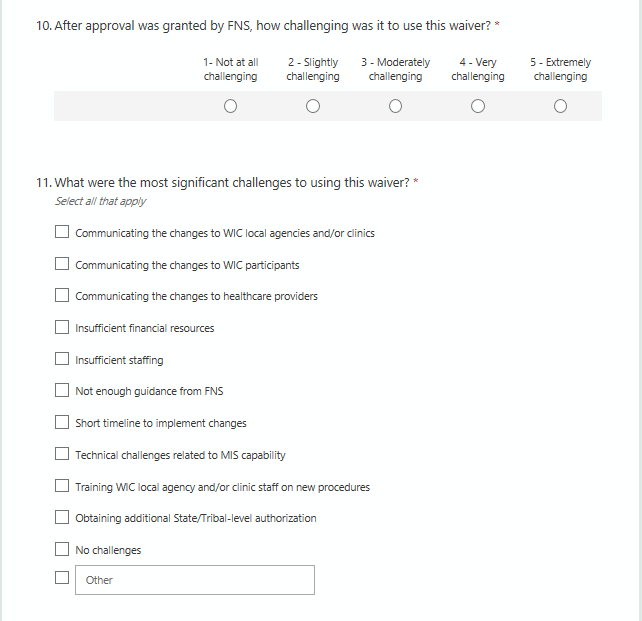 10. After approval was granted by FNS, how challenging was it to use this waiver? *
1- Not at all challenging
2 - Slightly challenging
3 - Moderately challenging
4 - Very challenging
5 - Extremely challenging
11. What were the most significant challenges to using this waiver? *
Select all that apply
Communicating the changes to WIC local agencies and/or clinics
Communicating the changes to WIC participants
Communicating the changes to healthcare providers
Insufficient financial resources
Insufficient staffing
Not enough guidance from FNS
Short timeline to implement changes
Technical challenges related to MIS capability
Training WIC local agency and/or clinic staff on new procedures
Obtaining additional State/Tribal-level authorization
No challenges
Other